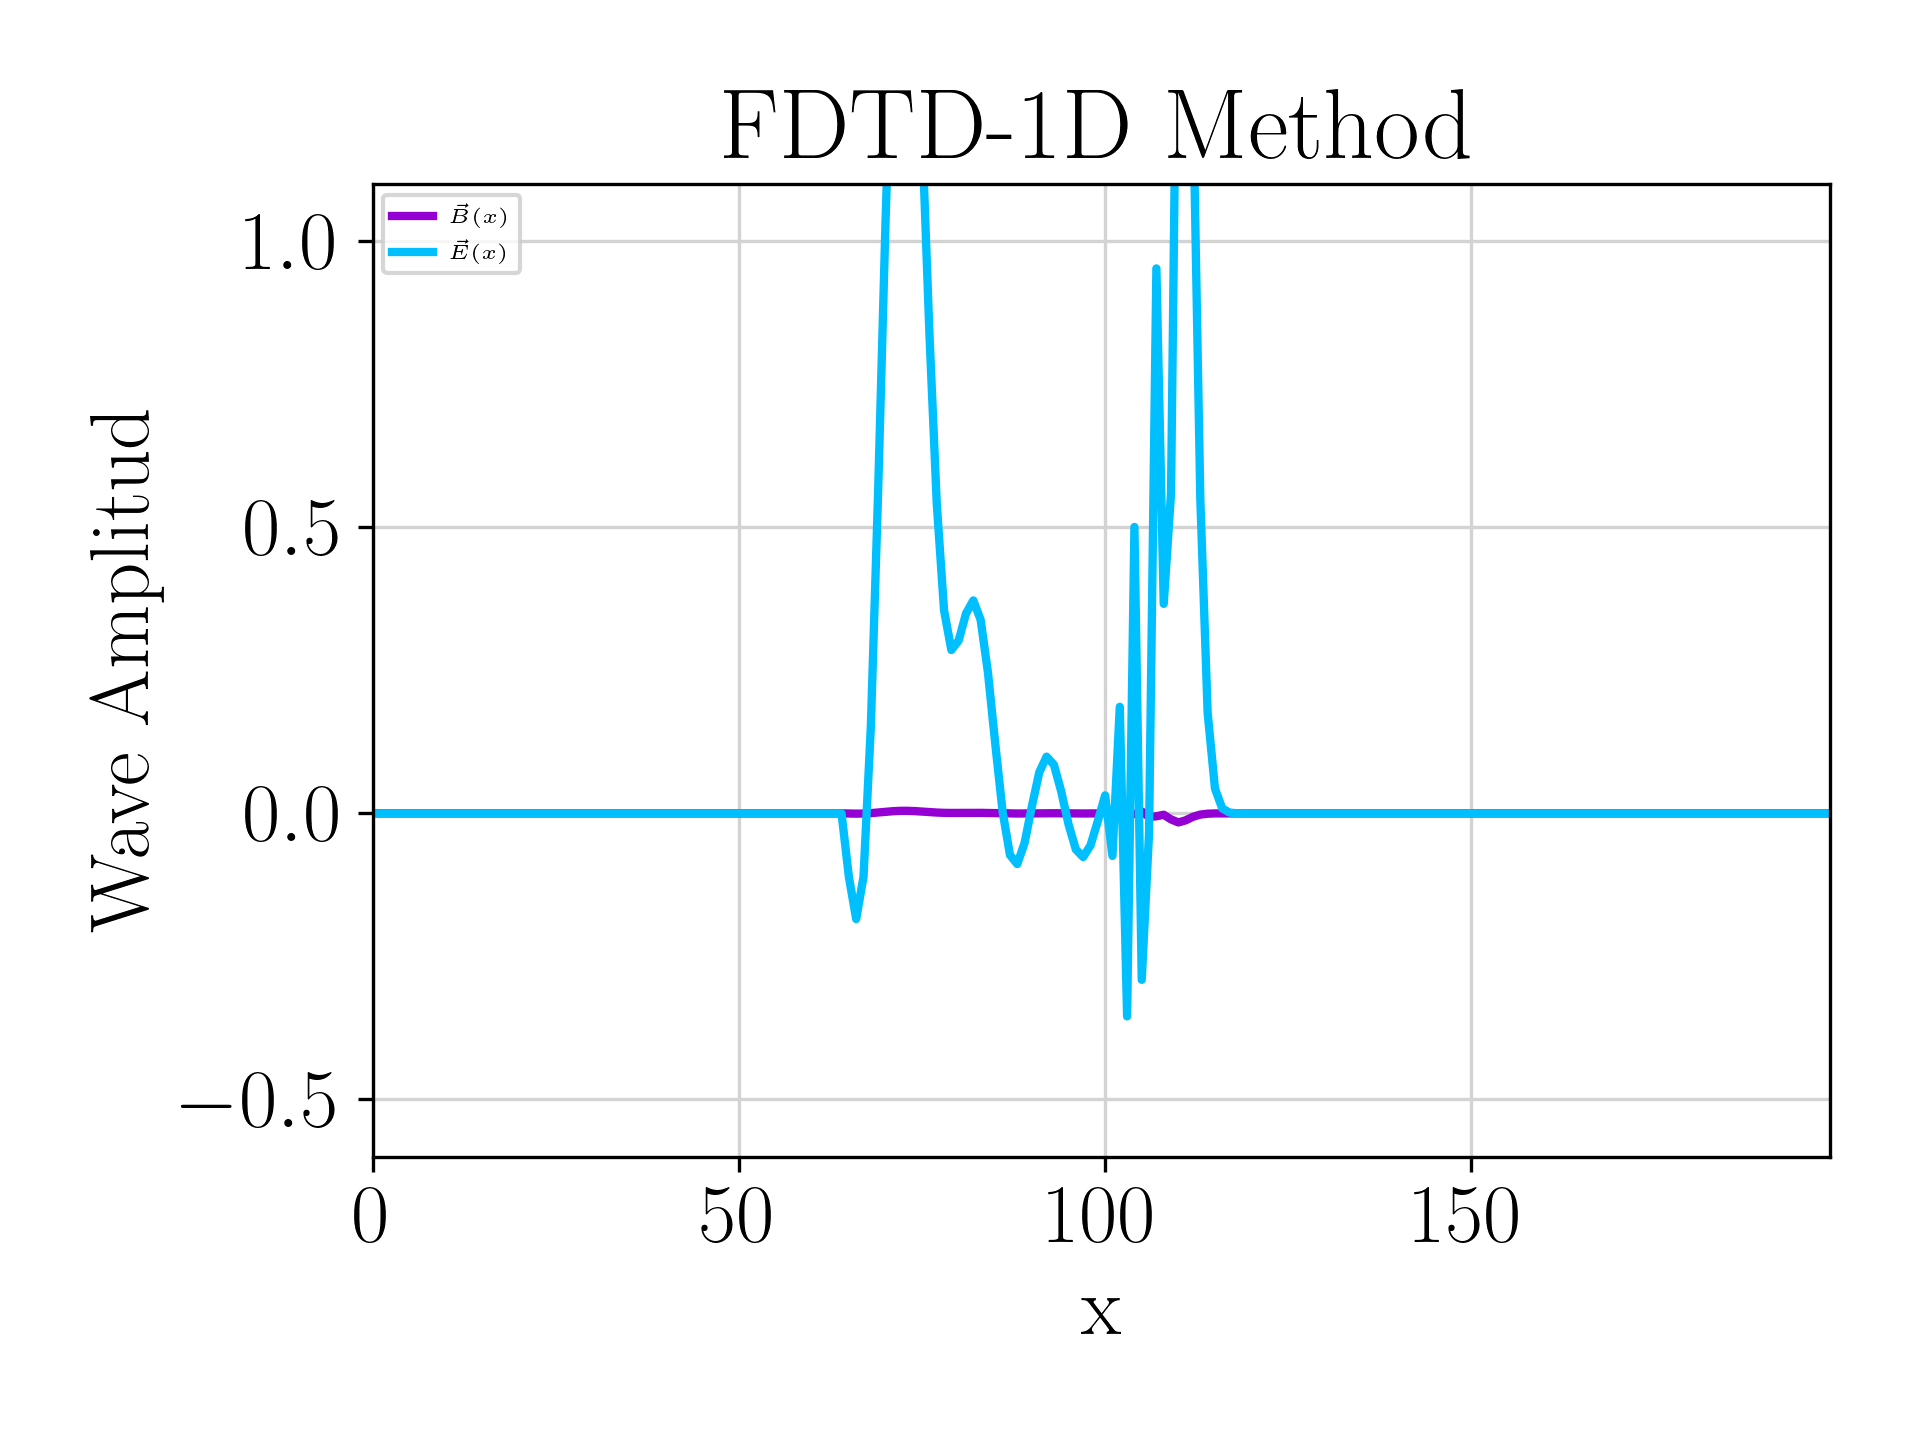 FDTD-1D Method
$\vec{B}(x)$
$\vec{E}(x)$
1.0
0.5
0.0
−0.5
Wave Amplitud
0 50 100 150
x